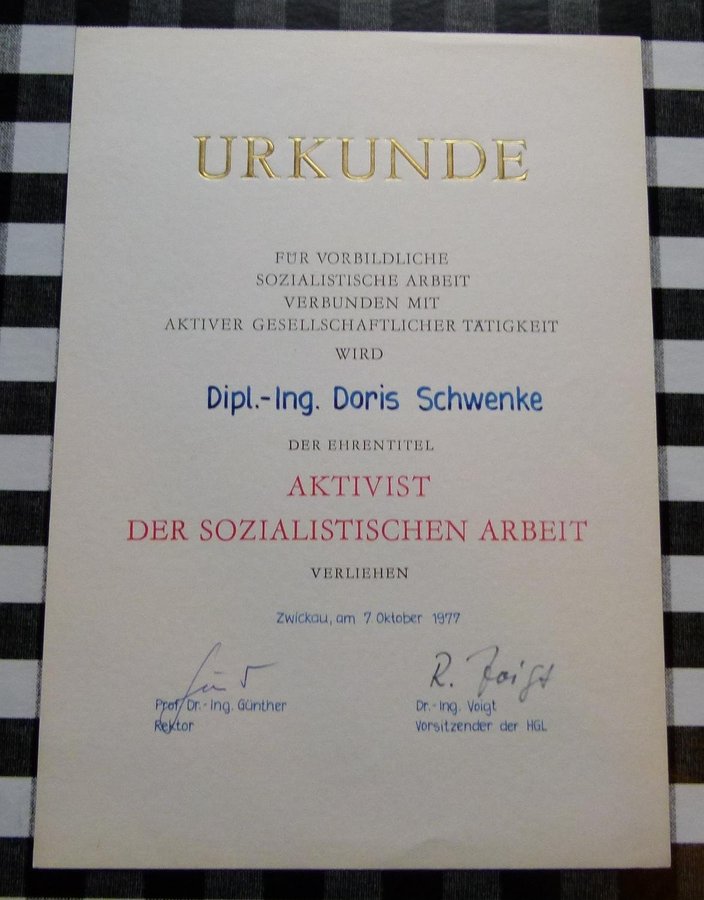 URKUNDE
FÜR VORBILDLICHE
SOZIALISTISCHE ARBEIT
VERBUNDEN MIT
AKTIVER GESELLSCHAFTLICHER TÄTIGKEIT
WIRD
Dipl.-Ing. Doris Schwenke
DER EHRENTITEL
AKTIVIST
DER SOZIALISTISCHEN ARBEIT
VERLIEHEN
Zwickau, am 7. Oktober 1977
R. Voigt
Prof. Dr.-Ing. Günther
Rektor
Dr.-Ing. Voigt
Vorsitzender der HGL